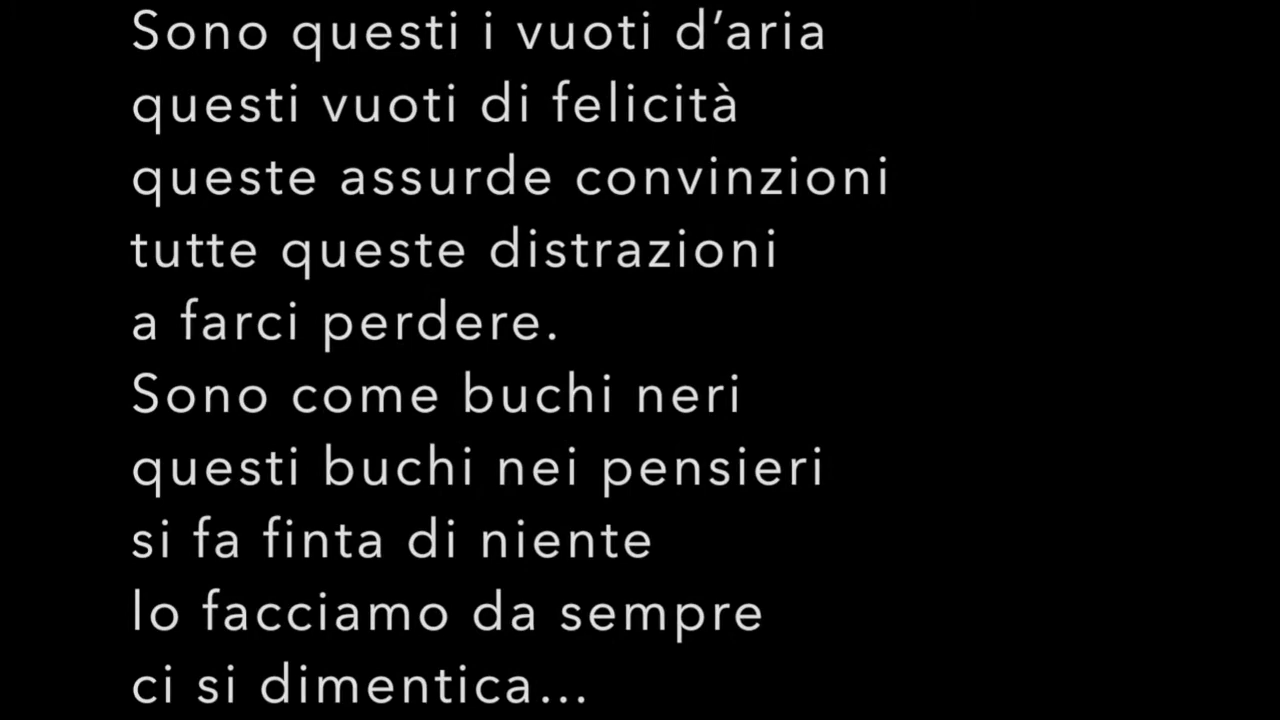 Sono questi i vuoti d’aria
questi vuoti di felicità
queste assurde convinzioni
tutte queste distrazioni
a farci perdere.
Sono come buchi neri
questi buchi nei pensieri
si fa finta di niente
lo facciamo da sempre
ci si dimentica...